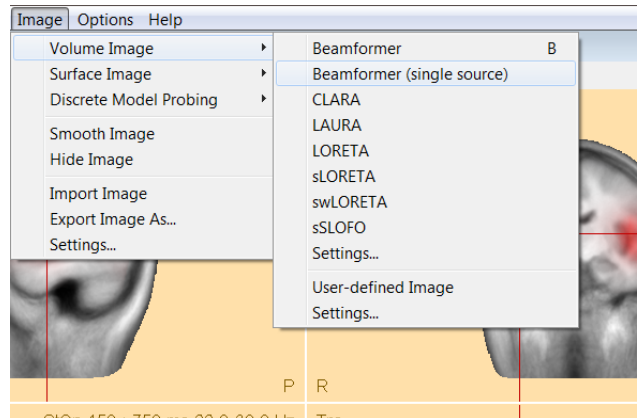 Image Options Help
Volume Image
Surface Image
Discrete Model Probing
Smooth Image
Hide Image
Import Image
Export Image As...
Settings...
Beamformer B
Beamformer (single source)
CLARA
LAURA
LORETA
sLORETA
swLORETA
sSLOFO
Settings...
User-defined Image
Settings...
P R